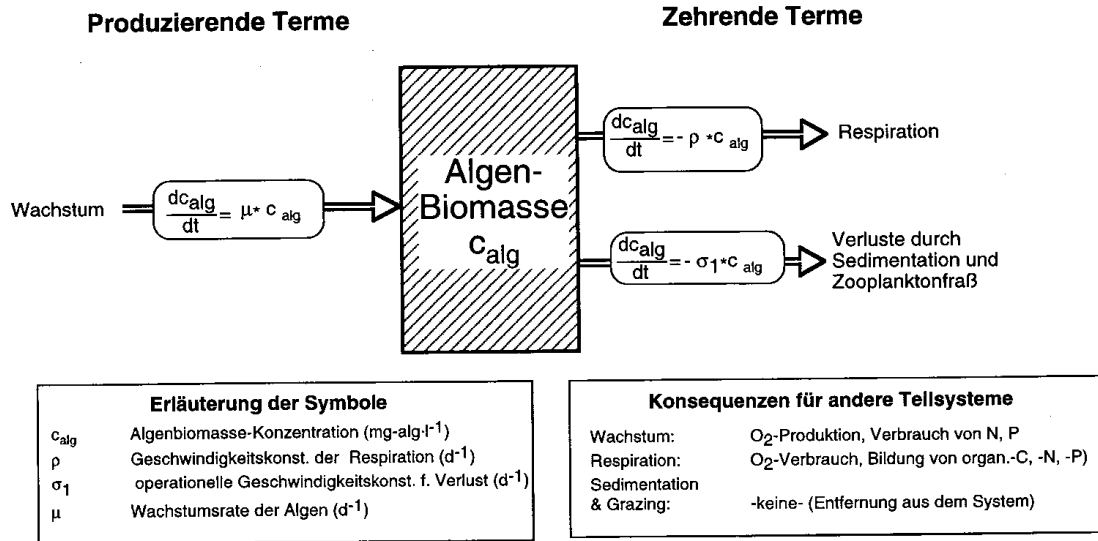 Produzierende Terme
Zehrende Terme
Wachstum
dc_alg/dt = μ* c_alg
Algen-
Biomasse
c_alg
dc_alg/dt = - ρ *c_alg
Respiration
dc_alg/dt = - σ1*c_alg
Verluste durch
Sedimentation und
Zooplanktonfraß
Erläuterung der Symbole
c_alg Algenbiomasse-Konzentration (mg-alg·l⁻¹)
ρ Geschwindigkeitskonst. der Respiration (d⁻¹)
σ1 operationelle Geschwindigkeitskonst. f. Verlust (d⁻¹)
μ Wachstumsrate der Algen (d⁻¹)
Konsequenzen für andere Teilsysteme
Wachstum: O₂-Produktion, Verbrauch von N, P
Respiration: O₂-Verbrauch, Bildung von organ.-C, -N, -P)
Sedimentation
& Grazing: -keine- (Entfernung aus dem System)